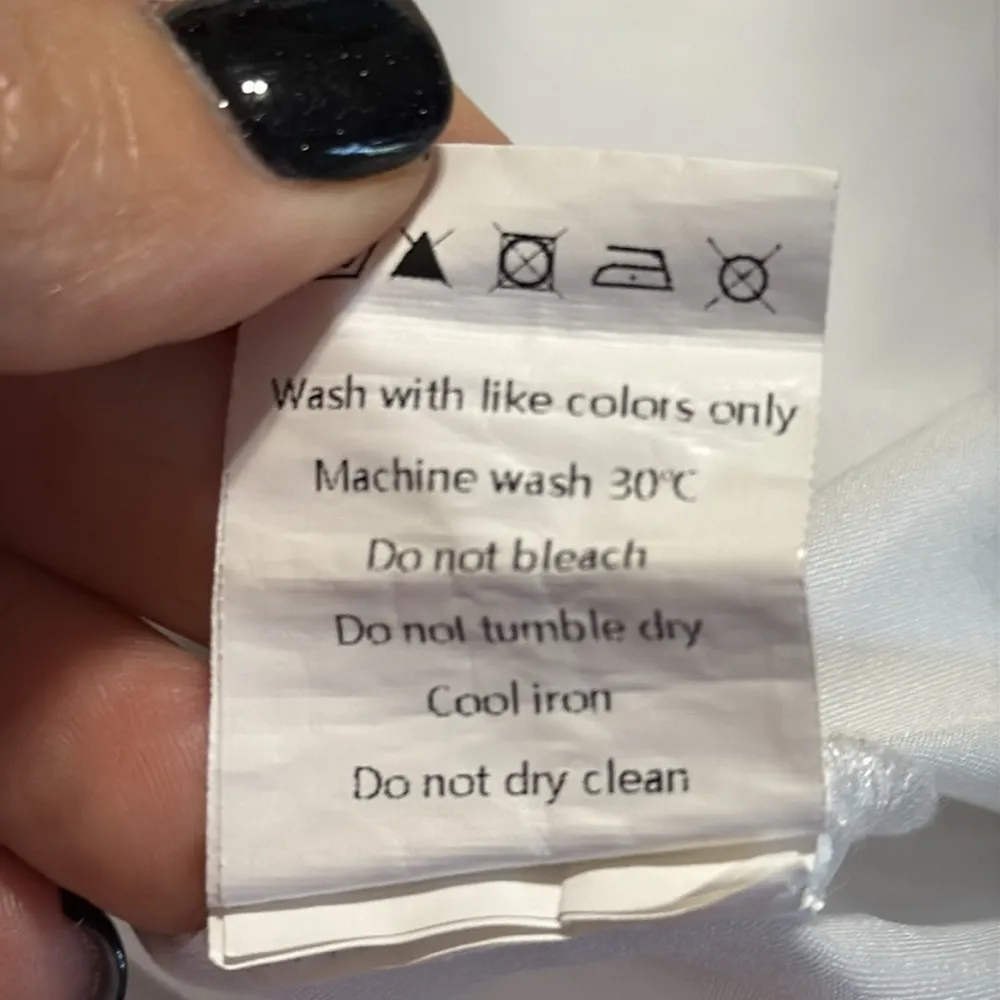 Wash with like colors only
Machine wash 30°C
Do not bleach
Do not tumble dry
Cool iron
Do not dry clean